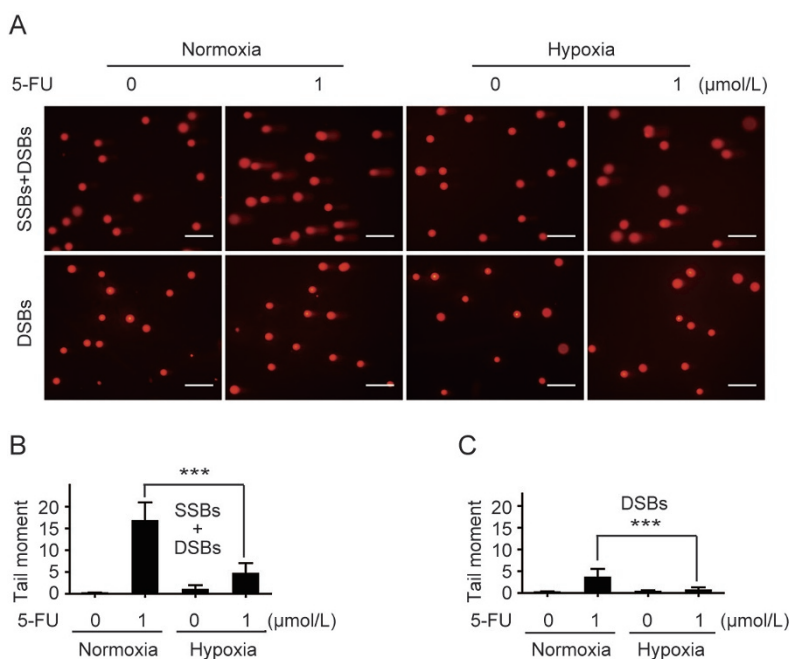 A
Normoxia Hypoxia
5-FU 0 1 0 1 (µmol/L)
SSBs+DSBs
DSBs
B
***
SSBs
+
DSBs
Tail moment
20
15
10
5
0
5-FU 0 1 0 1 (µmol/L)
Normoxia Hypoxia
C
DSBs
***
Tail moment
20
15
10
5
0
5-FU 0 1 0 1 (µmol/L)
Normoxia Hypoxia